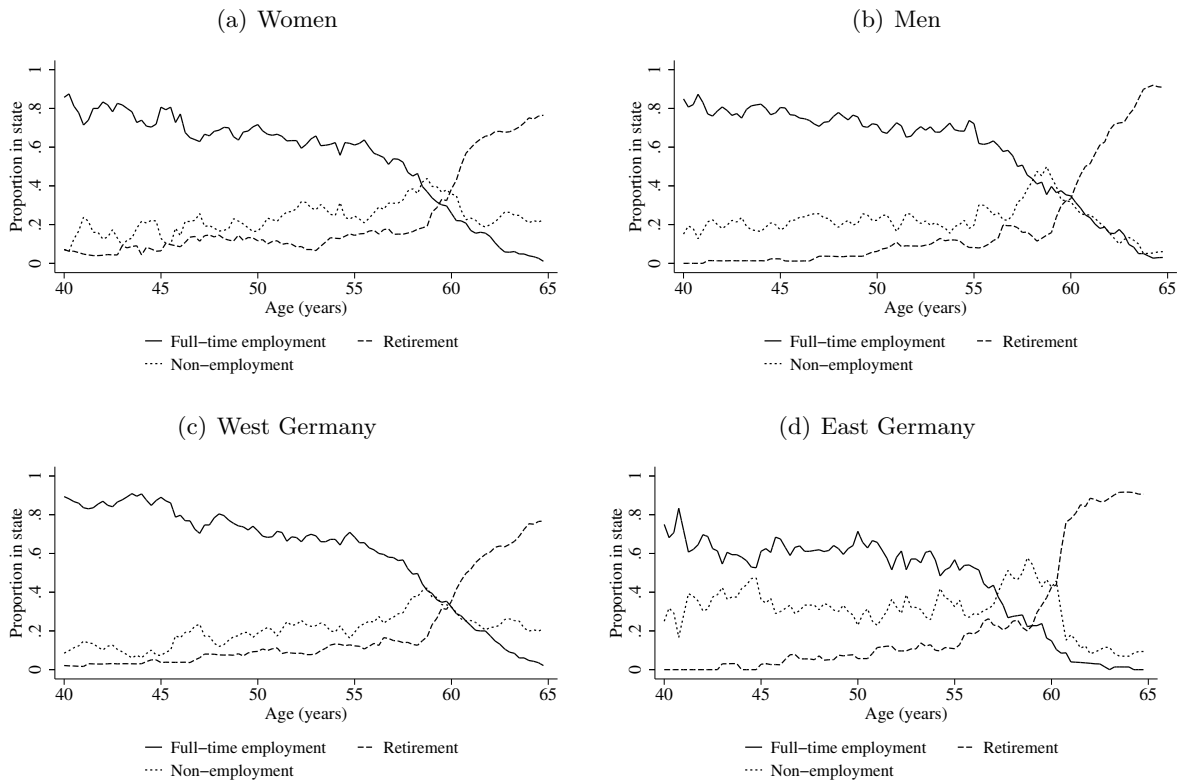 (a) Women
(b) Men
Proportion in state
0 .2 .4 .6 .8 1
40 45 50 55 60 65
Age (years)
Full−time employment Retirement
Non−employment
Proportion in state
0 .2 .4 .6 .8 1
40 45 50 55 60 65
Age (years)
Full−time employment Retirement
Non−employment
(c) West Germany
(d) East Germany
Proportion in state
0 .2 .4 .6 .8 1
40 45 50 55 60 65
Age (years)
Full−time employment Retirement
Non−employment
Proportion in state
0 .2 .4 .6 .8 1
40 45 50 55 60 65
Age (years)
Full−time employment Retirement
Non−employment